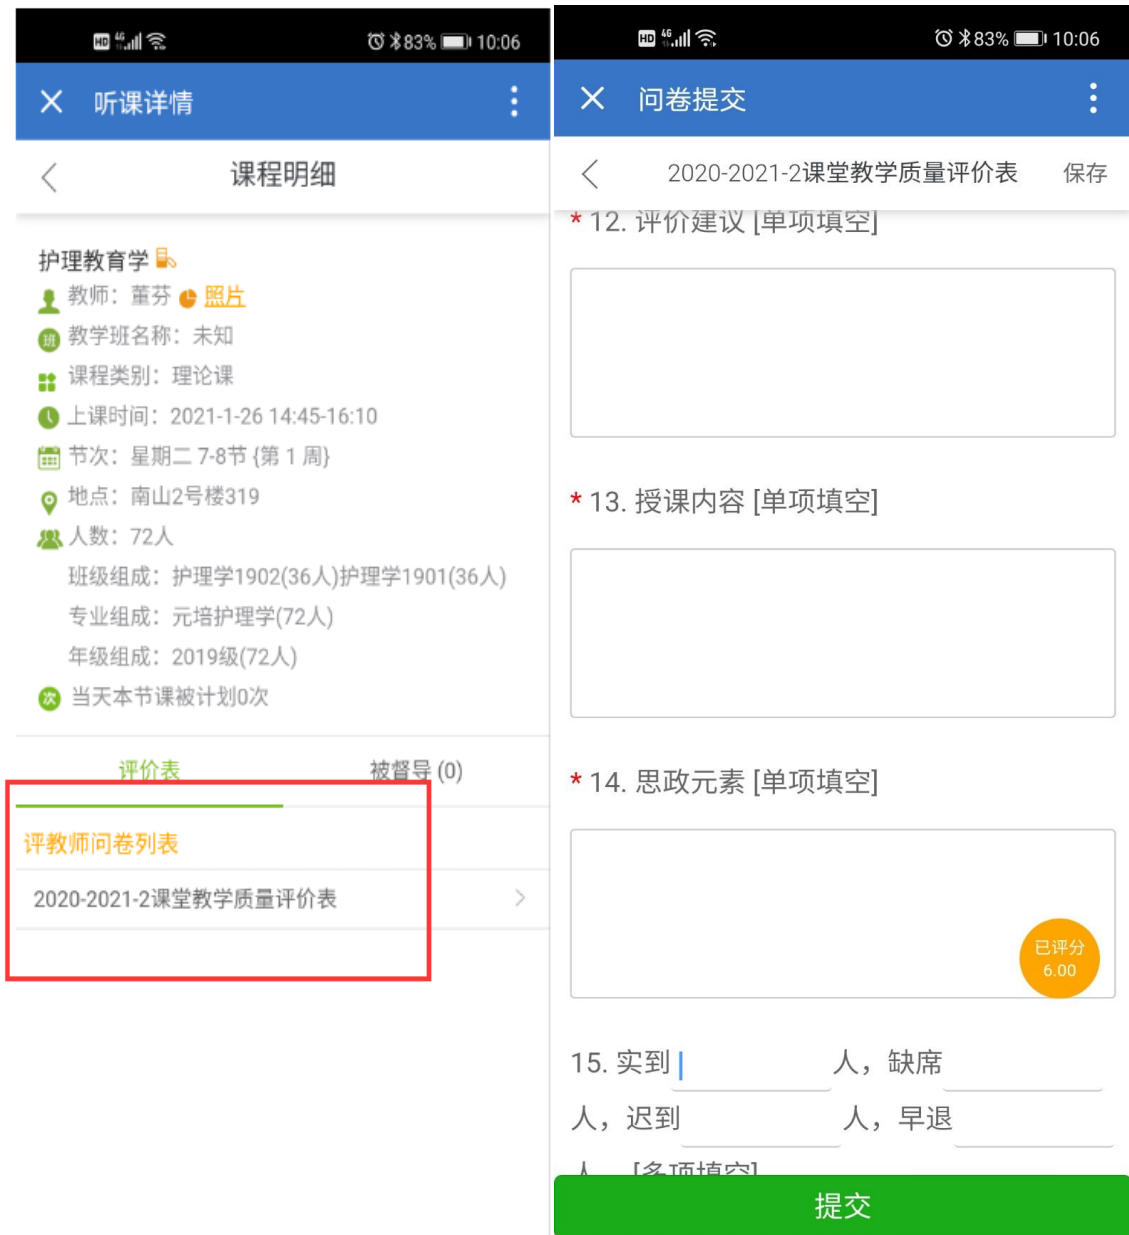 HD 4G 83% 10:06
听课详情
课程明细
护理教育学
教师：董芬 照片
班 教学班名称：未知
课程类别：理论课
上课时间：2021-1-26 14:45-16:10
节次：星期二 7-8节 {第 1 周}
地点：南山2号楼319
人数：72人
班级组成：护理学1902(36人)护理学1901(36人)
专业组成：元培护理学(72人)
年级组成：2019级(72人)
次 当天本节课被计划0次
评价表 被督导 (0)
评教师问卷列表
2020-2021-2课堂教学质量评价表
HD 4G 83% 10:06
问卷提交
2020-2021-2课堂教学质量评价表 保存
* 12. 评价建议 [单项填空]
* 13. 授课内容 [单项填空]
* 14. 思政元素 [单项填空]
已评分
6.00
15. 实到 人，缺席
人，迟到 人，早退
人 [多项填空]
提交